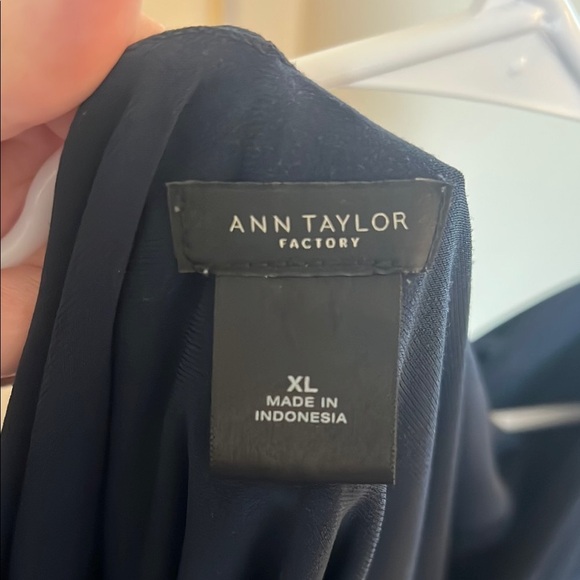 ANN TAYLOR
FACTORY
XL
MADE IN
INDONESIA